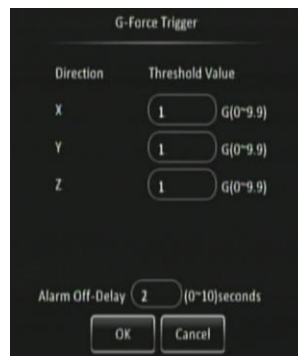 G-Force Trigger
Direction Threshold Value
X 1 G(0~9.9)
Y 1 G(0~9.9)
Z 1 G(0~9.9)
Alarm Off-Delay 2 (0~10)seconds
OK Cancel